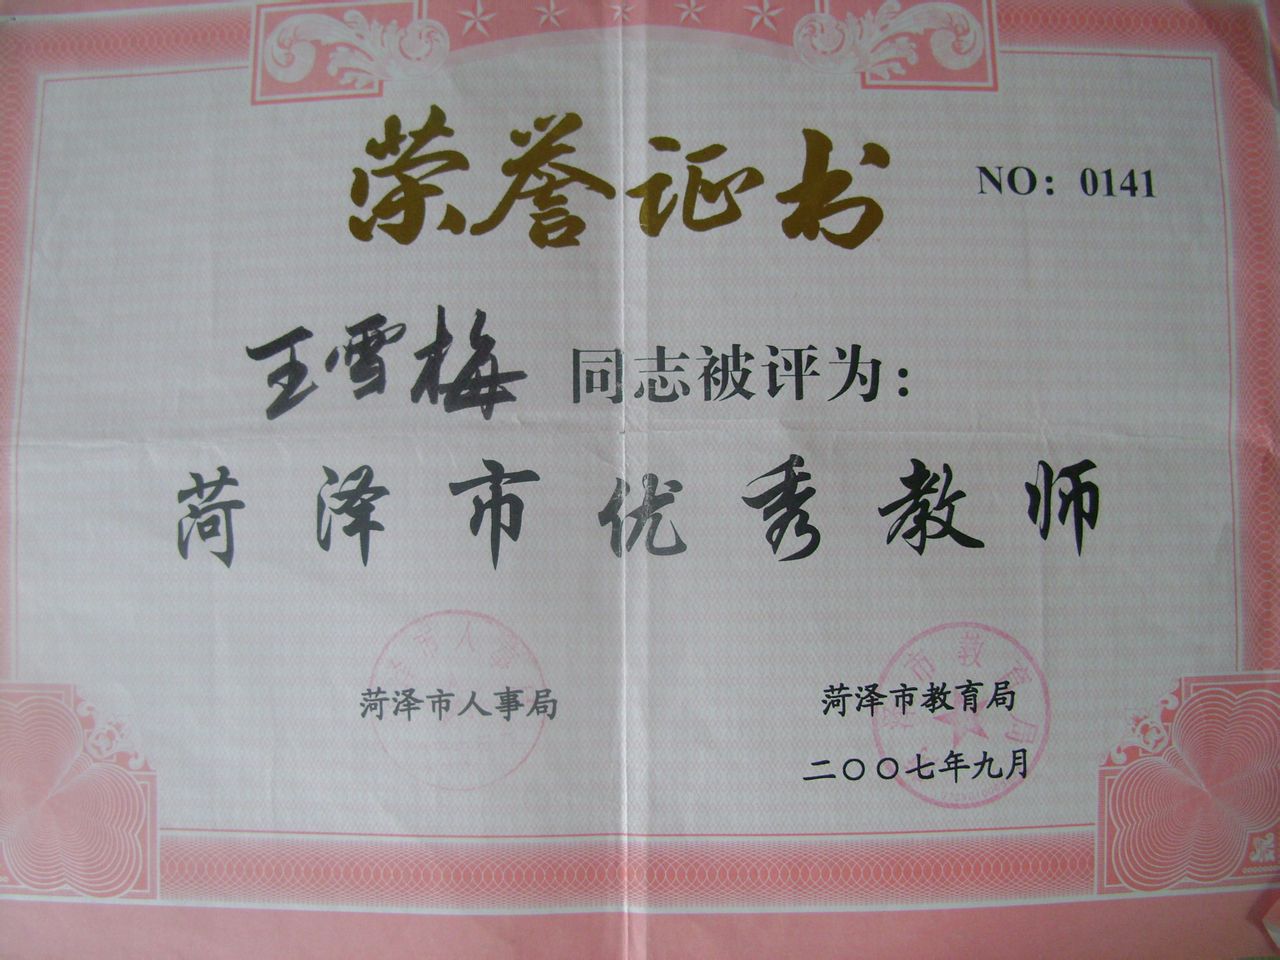 荣誉证书
NO：0141
王雪梅 同志被评为：
菏泽市优秀教师
菏泽市人事局
菏泽市教育局
二〇〇七年九月